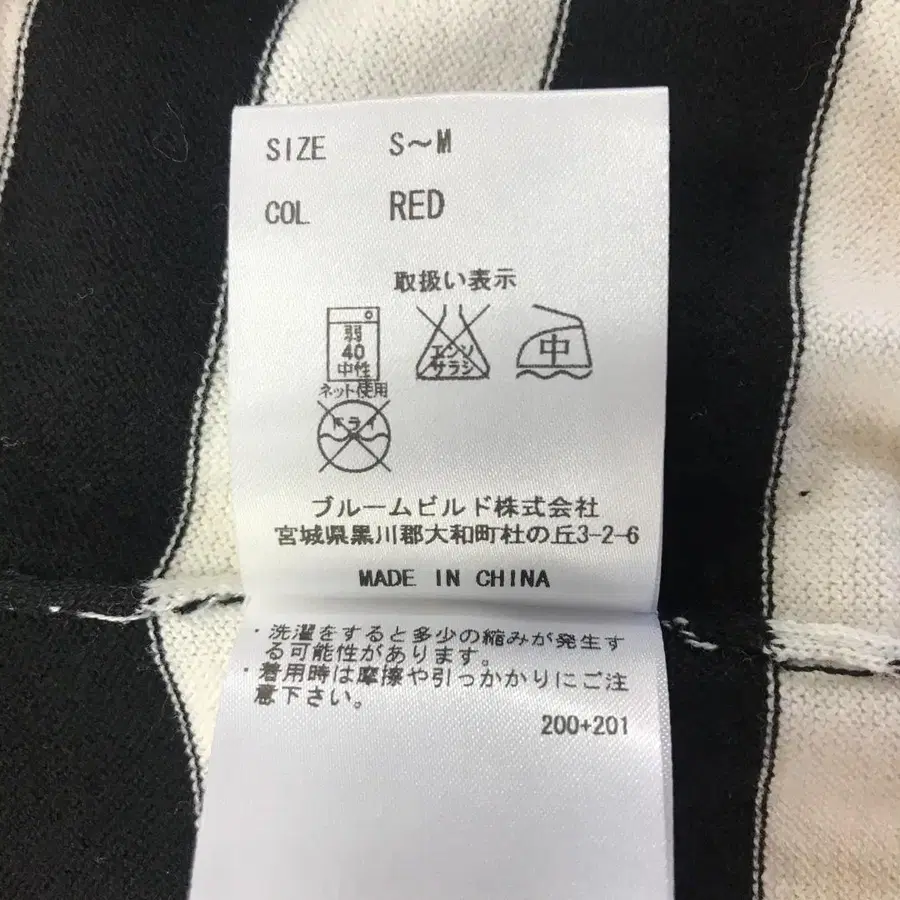 SIZE S～M
COL RED
取扱い表示
弱
40
中性
ネット使用
エンソ
サラシ
中
ドライ
ブルームビルド株式会社
宮城県黒川郡大和町杜の丘3-2-6
MADE IN CHINA
・洗濯をすると多少の縮みが発生す
る可能性があります。
・着用時は摩擦や引っかかりにご注
意下さい。
200+201